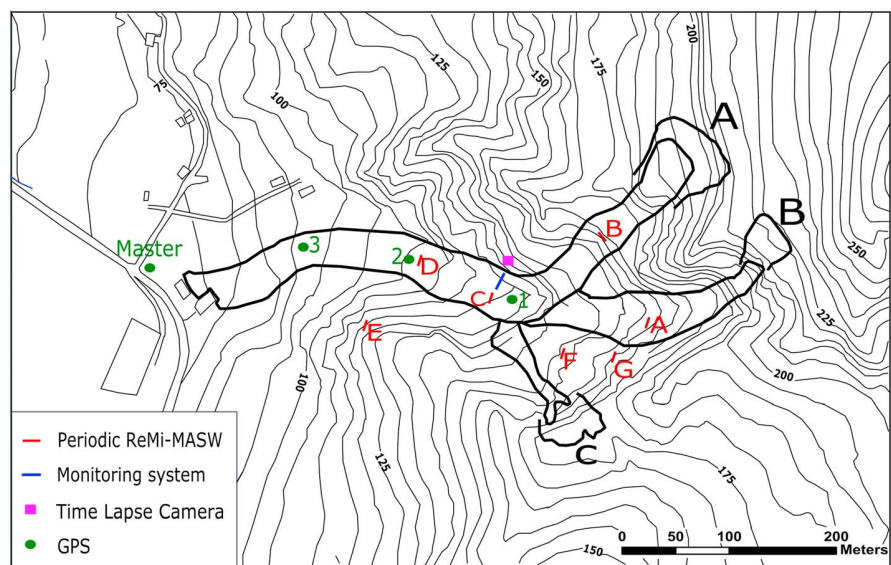 200
125
150
175
A
75
100
B
B
Master
3
2
D
250
C
1
A
E
F
G
225
100
200
C
125
175
150
Periodic ReMi-MASW
Monitoring system
Time Lapse Camera
GPS
0 50 100 200
Meters